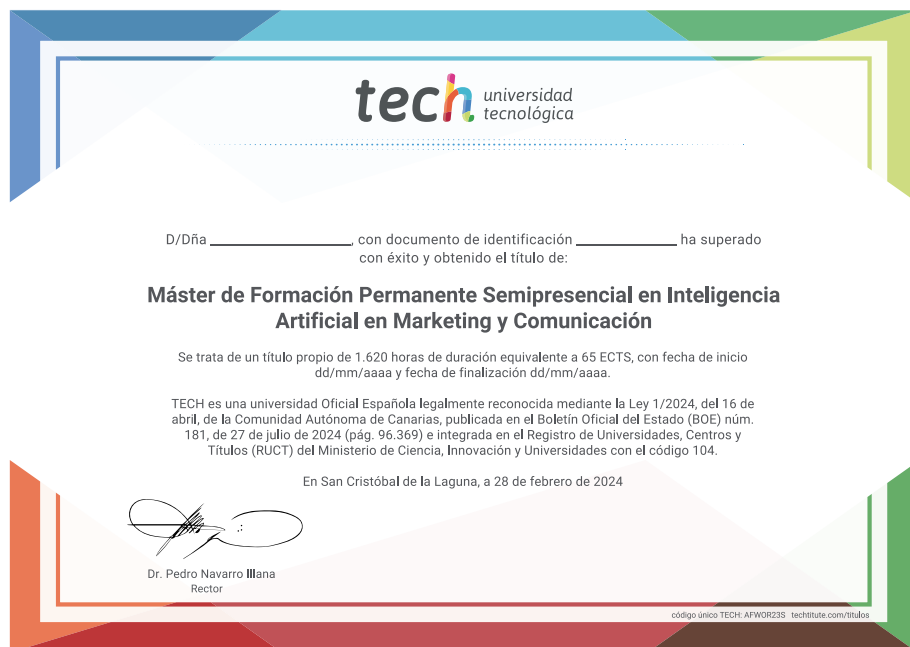 tech universidad
tecnológica
D/Dña ______________, con documento de identificación __________ ha superado
con éxito y obtenido el título de:
Máster de Formación Permanente Semipresencial en Inteligencia
Artificial en Marketing y Comunicación
Se trata de un título propio de 1.620 horas de duración equivalente a 65 ECTS, con fecha de inicio
dd/mm/aaaa y fecha de finalización dd/mm/aaaa.
TECH es una universidad Oficial Española legalmente reconocida mediante la Ley 1/2024, del 16 de
abril, de la Comunidad Autónoma de Canarias, publicada en el Boletín Oficial del Estado (BOE) núm.
181, de 27 de julio de 2024 (pág. 96.369) e integrada en el Registro de Universidades, Centros y
Títulos (RUCT) del Ministerio de Ciencia, Innovación y Universidades con el código 104.
En San Cristóbal de la Laguna, a 28 de febrero de 2024
Dr. Pedro Navarro Illana
Rector
código único TECH: AFWOR23S techtitute.com/titulos